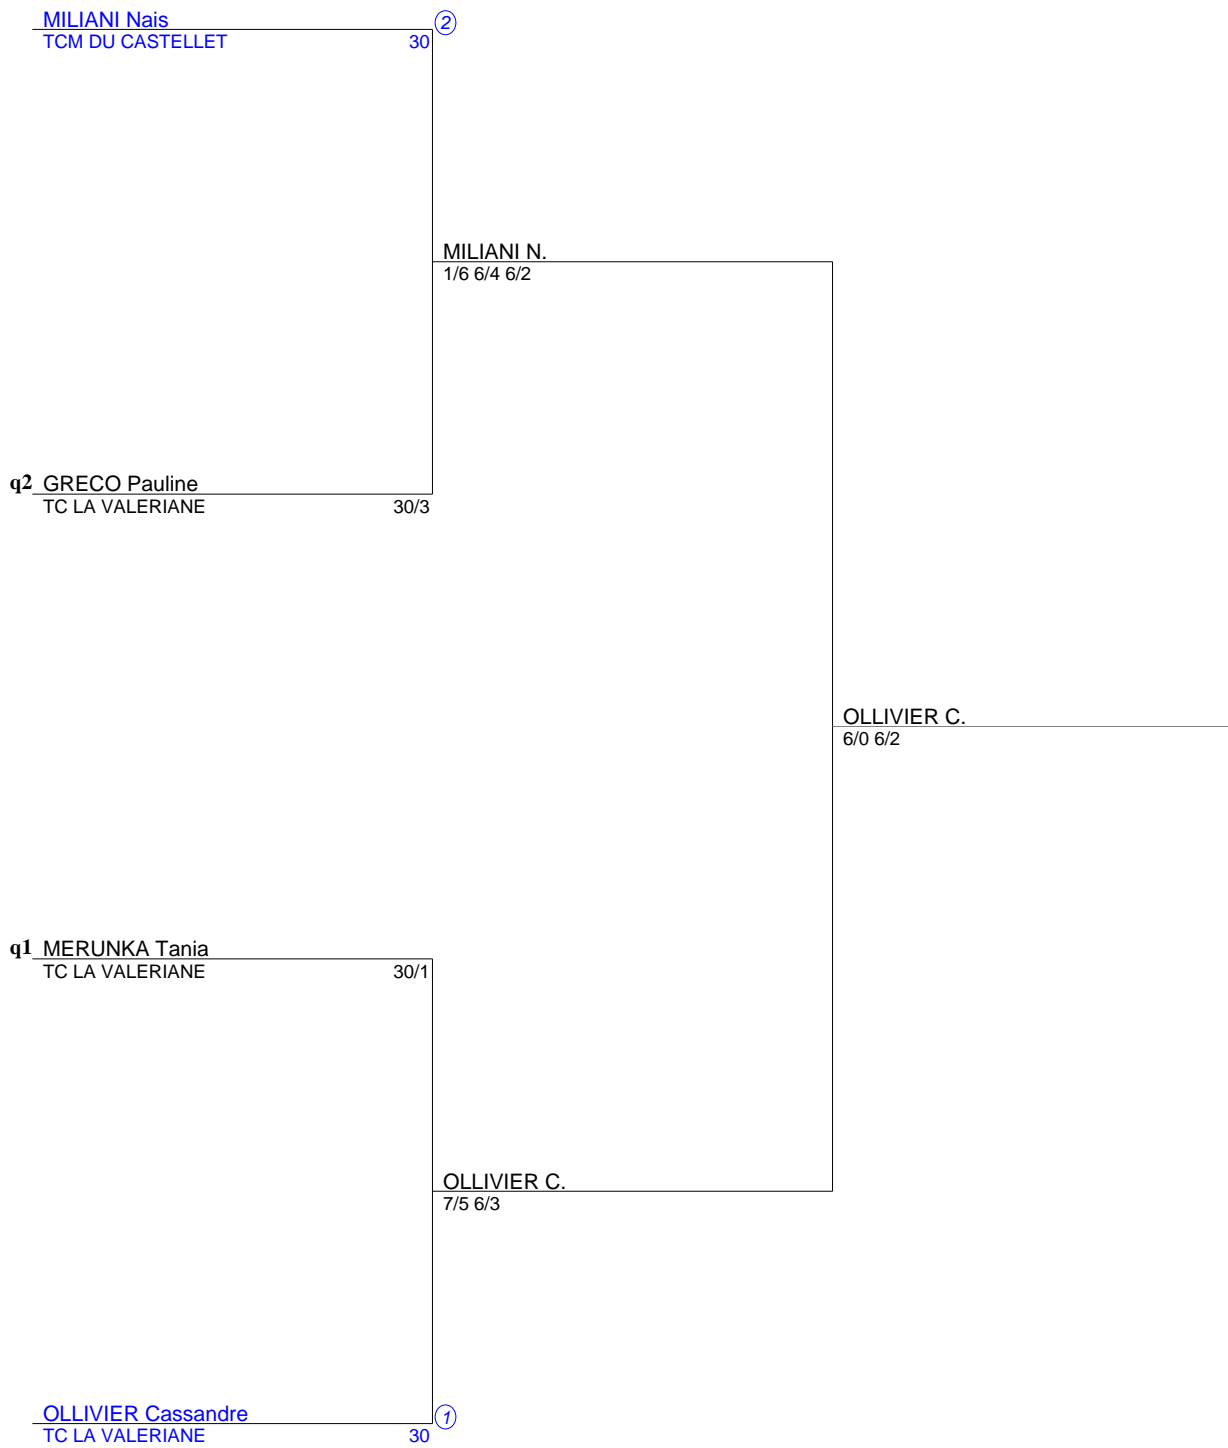 MILIANI Nais
2
TCM DU CASTELLET 30
MILIANI N.
1/6 6/4 6/2
q2 GRECO Pauline
TC LA VALERIANE 30/3
OLLIVIER C.
6/0 6/2
q1 MERUNKA Tania
TC LA VALERIANE 30/1
OLLIVIER C.
7/5 6/3
OLLIVIER Cassandre
1
TC LA VALERIANE 30